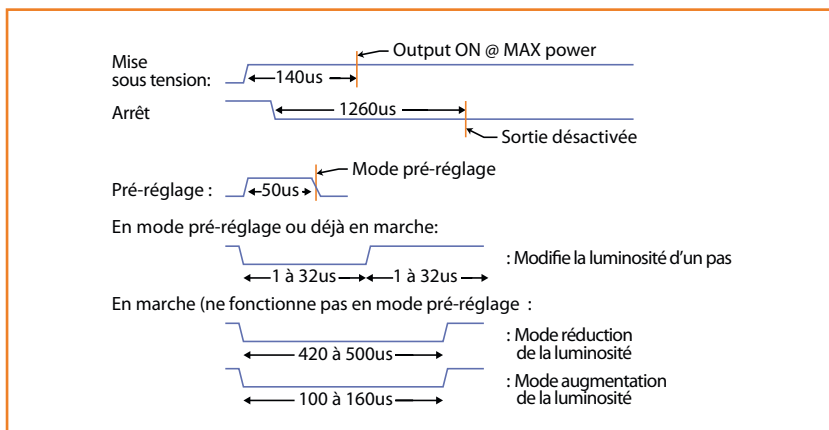 Mise
sous tension:
140us
Output ON @ MAX power
Arrêt
1260us
Sortie désactivée
Mode pré-réglage
Pré-réglage :
50us
En mode pré-réglage ou déjà en marche:
1 à 32us
1 à 32us
: Modifie la luminosité d'un pas
En marche (ne fonctionne pas en mode pré-réglage :
420 à 500us
: Mode réduction
de la luminosité
100 à 160us
: Mode augmentation
de la luminosité